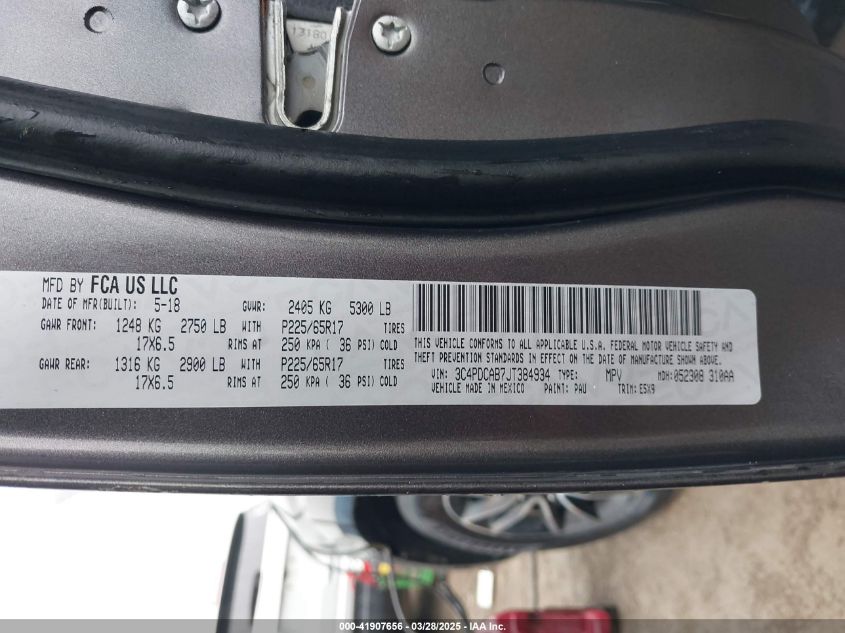 13180
MFD BY FCA US LLC
DATE OF MFR(BUILT): 5-18 GVWR: 2405 KG 5300 LB
GAWR FRONT: 1248 KG 2750 LB WITH P225/65R17 TIRES
17X6.5 RIMS AT 250 KPA ( 36 PSI) COLD
GAWR REAR: 1316 KG 2900 LB WITH P225/65R17 TIRES
17X6.5 RIMS AT 250 KPA ( 36 PSI) COLD
THIS VEHICLE CONFORMS TO ALL APPLICABLE U.S.A. FEDERAL MOTOR VEHICLE SAFETY AND
THEFT PREVENTION STANDARDS IN EFFECT ON THE DATE OF MANUFACTURE SHOWN ABOVE.
VIN: 3C4PDCAB7JT384934 TYPE: MPV MDH:052308 310AA
VEHICLE MADE IN MEXICO PAINT: PAU TRIM: E5X9
000-41907656 - 03/28/2025 - IAA Inc.